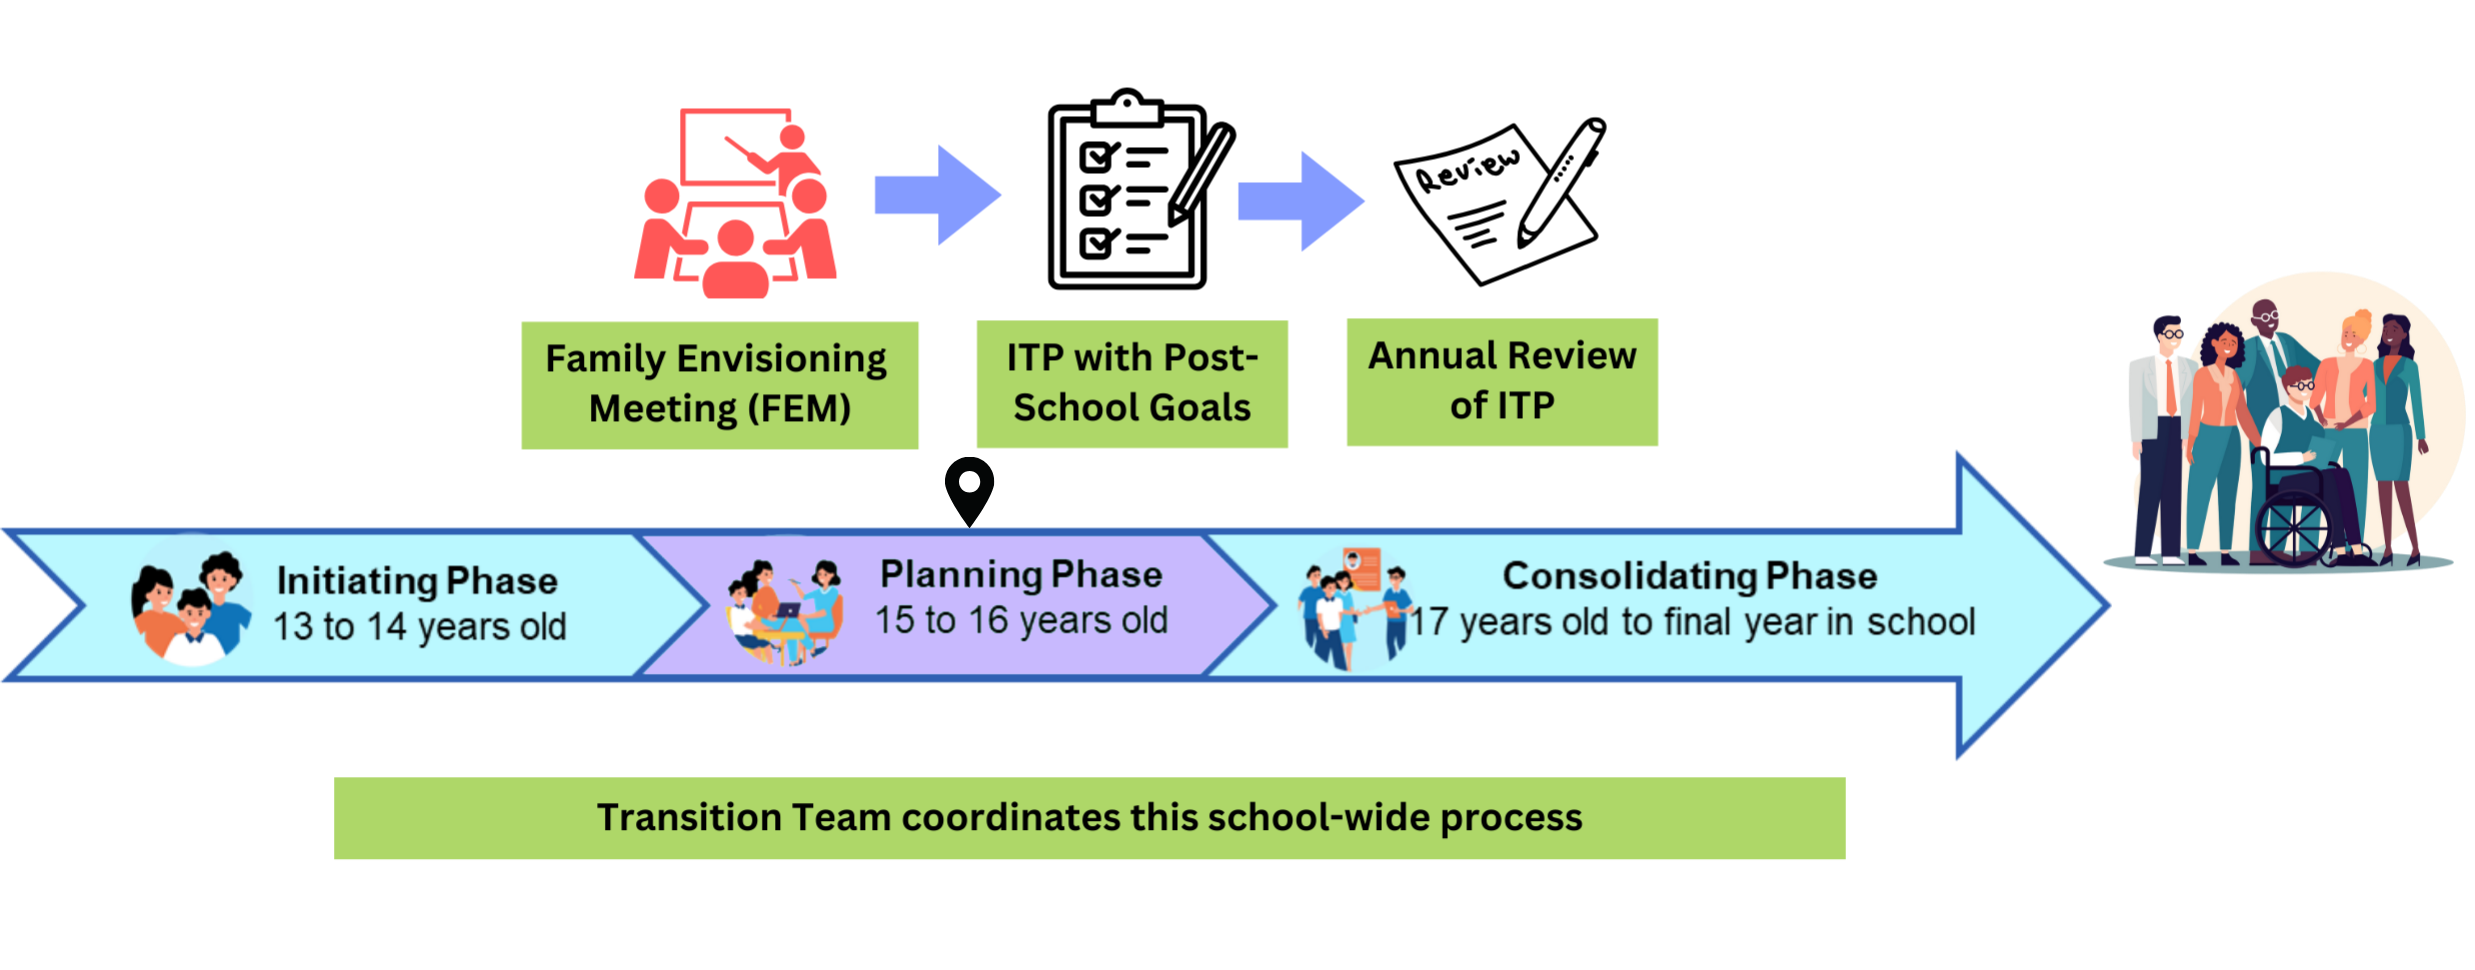 Review
Family Envisioning
Meeting (FEM)
ITP with Post-
School Goals
Annual Review
of ITP
Initiating Phase
13 to 14 years old
Planning Phase
15 to 16 years old
Consolidating Phase
17 years old to final year in school
Transition Team coordinates this school-wide process